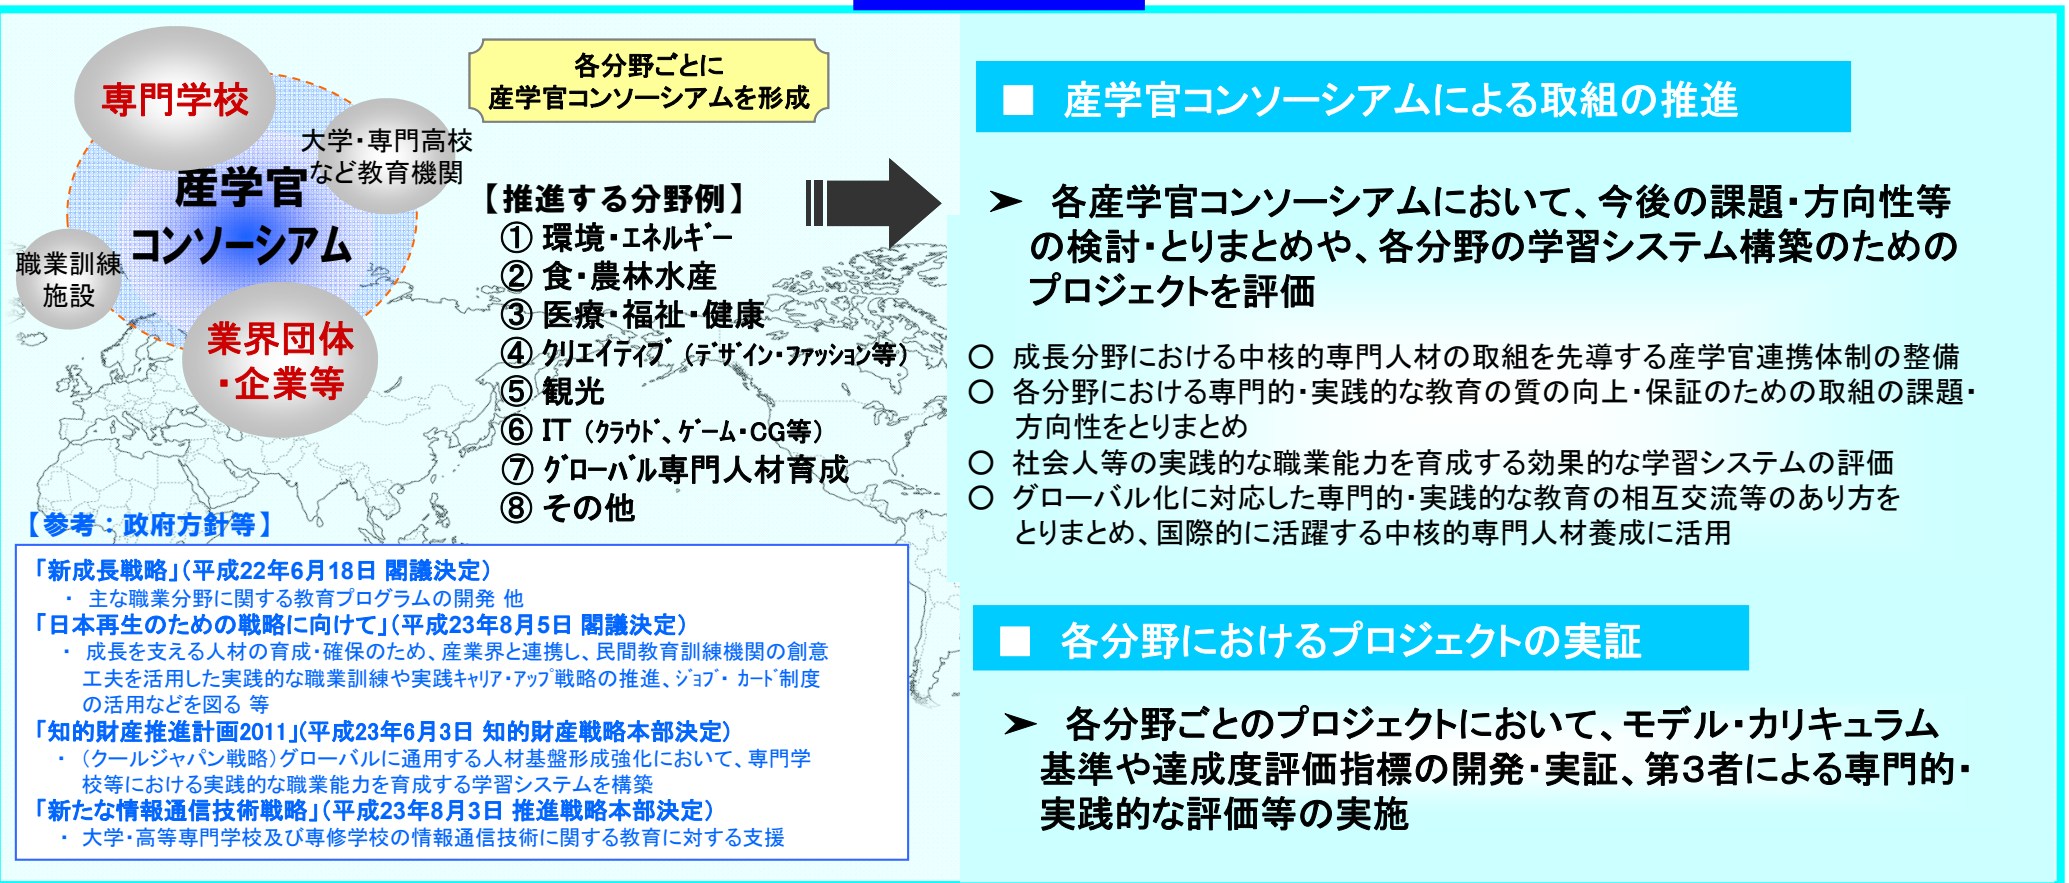 専門学校
大学・専門高校
など教育機関
産学官
コンソーシアム
職業訓練
施設
業界団体
・企業等
各分野ごとに
産学官コンソーシアムを形成
【推進する分野例】
① 環境・エネルギー
② 食・農林水産
③ 医療・福祉・健康
④ クリエイティブ（デザイン・ファッション等）
⑤ 観光
⑥ IT（クラウド、ゲーム・CG等）
⑦ グローバル専門人材育成
⑧ その他
【参考：政府方針等】
「新成長戦略」（平成22年6月18日 閣議決定）
・ 主な職業分野に関する教育プログラムの開発 他
「日本再生のための戦略に向けて」（平成23年8月5日 閣議決定）
・ 成長を支える人材の育成・確保のため、産業界と連携し、民間教育訓練機関の創意
工夫を活用した実践的な職業訓練や実践キャリア・アップ戦略の推進、ジョブ・カード制度
の活用などを図る 等
「知的財産推進計画2011」（平成23年6月3日 知的財産戦略本部決定）
・ （クールジャパン戦略）グローバルに通用する人材基盤形成強化において、専門学
校等における実践的な職業能力を育成する学習システムを構築
「新たな情報通信技術戦略」（平成23年8月3日 推進戦略本部決定）
・ 大学・高等専門学校及び専修学校の情報通信技術に関する教育に対する支援
■ 産学官コンソーシアムによる取組の推進
➢ 各産学官コンソーシアムにおいて、今後の課題・方向性等
の検討・とりまとめや、各分野の学習システム構築のための
プロジェクトを評価
○ 成長分野における中核的専門人材の取組を先導する産学官連携体制の整備
○ 各分野における専門的・実践的な教育の質の向上・保証のための取組の課題・
方向性をとりまとめ
○ 社会人等の実践的な職業能力を育成する効果的な学習システムの評価
○ グローバル化に対応した専門的・実践的な教育の相互交流等のあり方を
とりまとめ、国際的に活躍する中核的専門人材養成に活用
■ 各分野におけるプロジェクトの実証
➢ 各分野ごとのプロジェクトにおいて、モデル・カリキュラム
基準や達成度評価指標の開発・実証、第３者による専門的・
実践的な評価等の実施